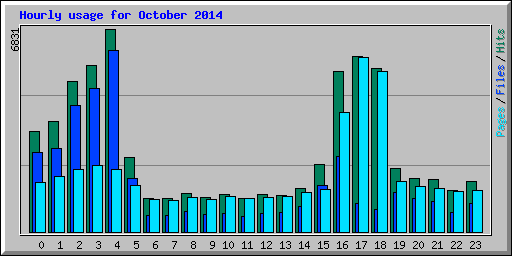 Hourly usage for October 2014
6831
Pages / Files / Hits
0 1 2 3 4 5 6 7 8 9 10 11 12 13 14 15 16 17 18 19 20 21 22 23